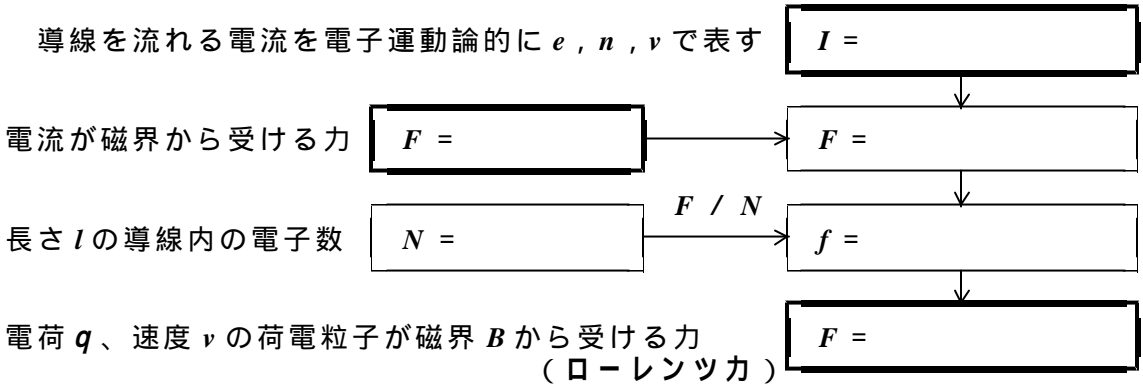 導線を流れる電流を電子運動論的に e , n , v で表す I =
電流が磁界から受ける力 F = F =
F / N
長さ l の導線内の電子数 N = f =
電荷 q 、速度 v の荷電粒子が磁界 B から受ける力 F =
(ローレンツ力)